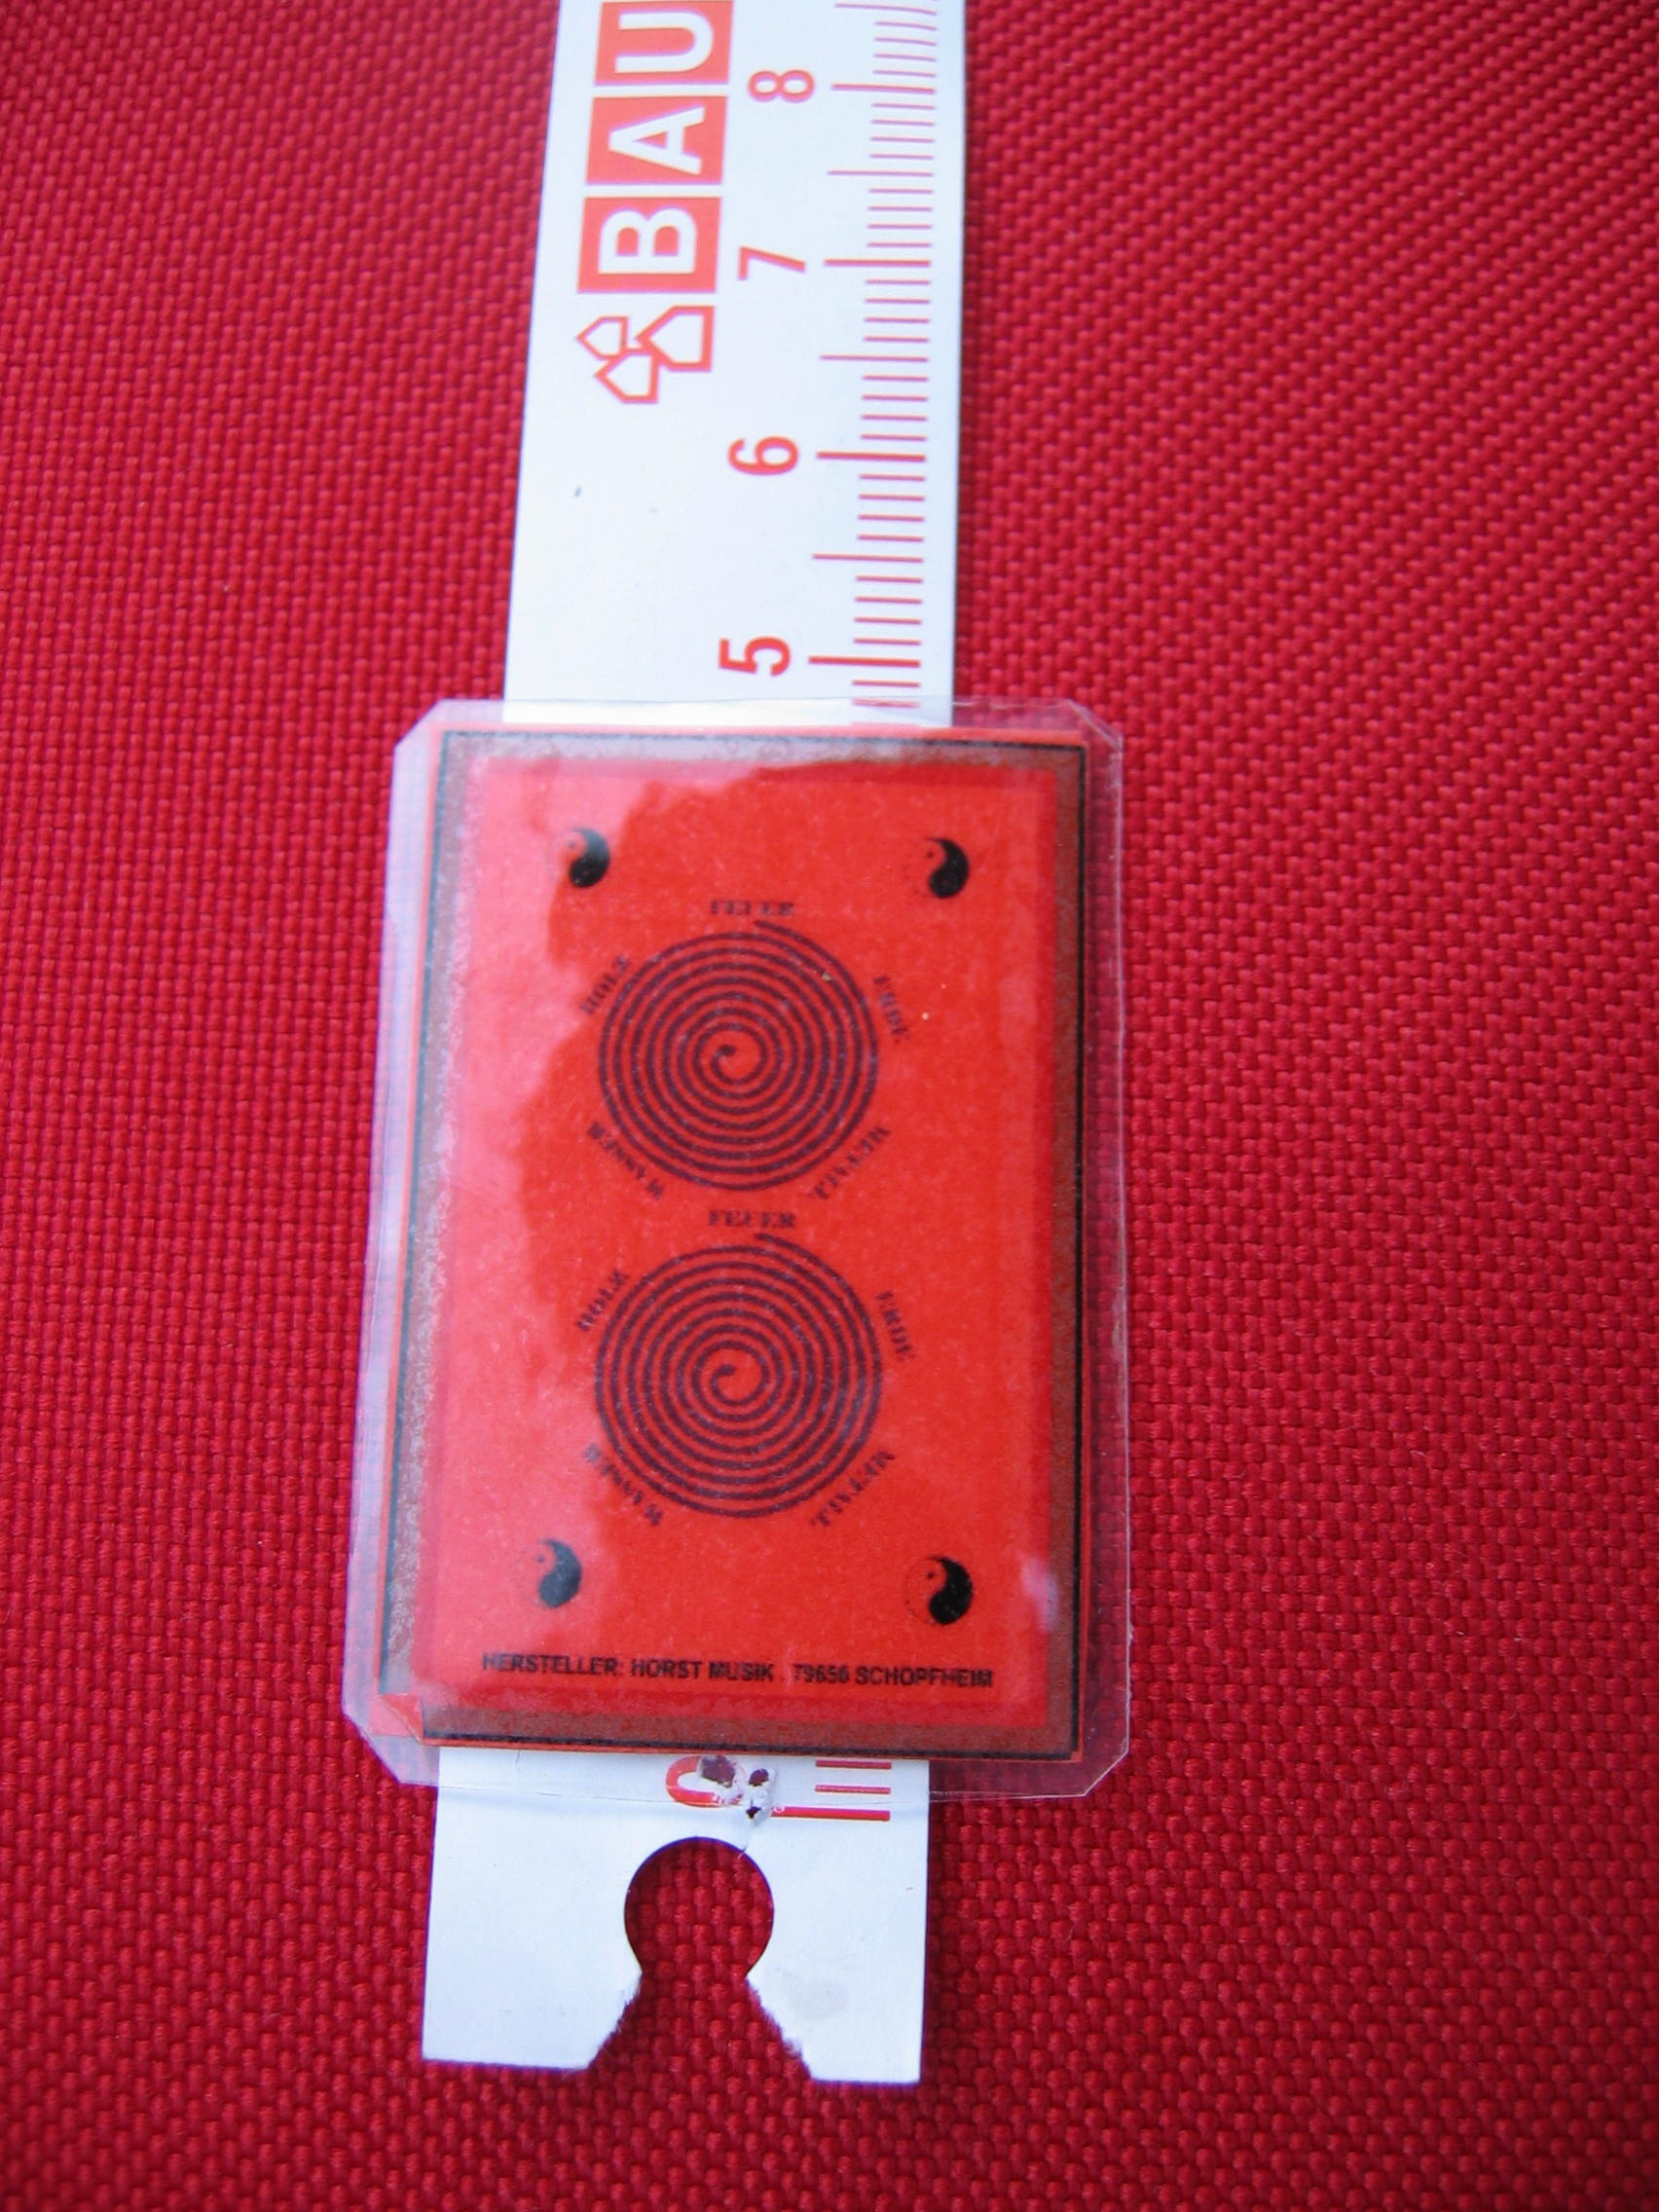 BAU
8
7
6
5
FEUER
HOLZ
ERDE
WASSER
METALL
FEUER
HOLZ
ERDE
WASSER
METALL
HERSTELLER: HORST MUSIK . 79650 SCHOPFHEIM